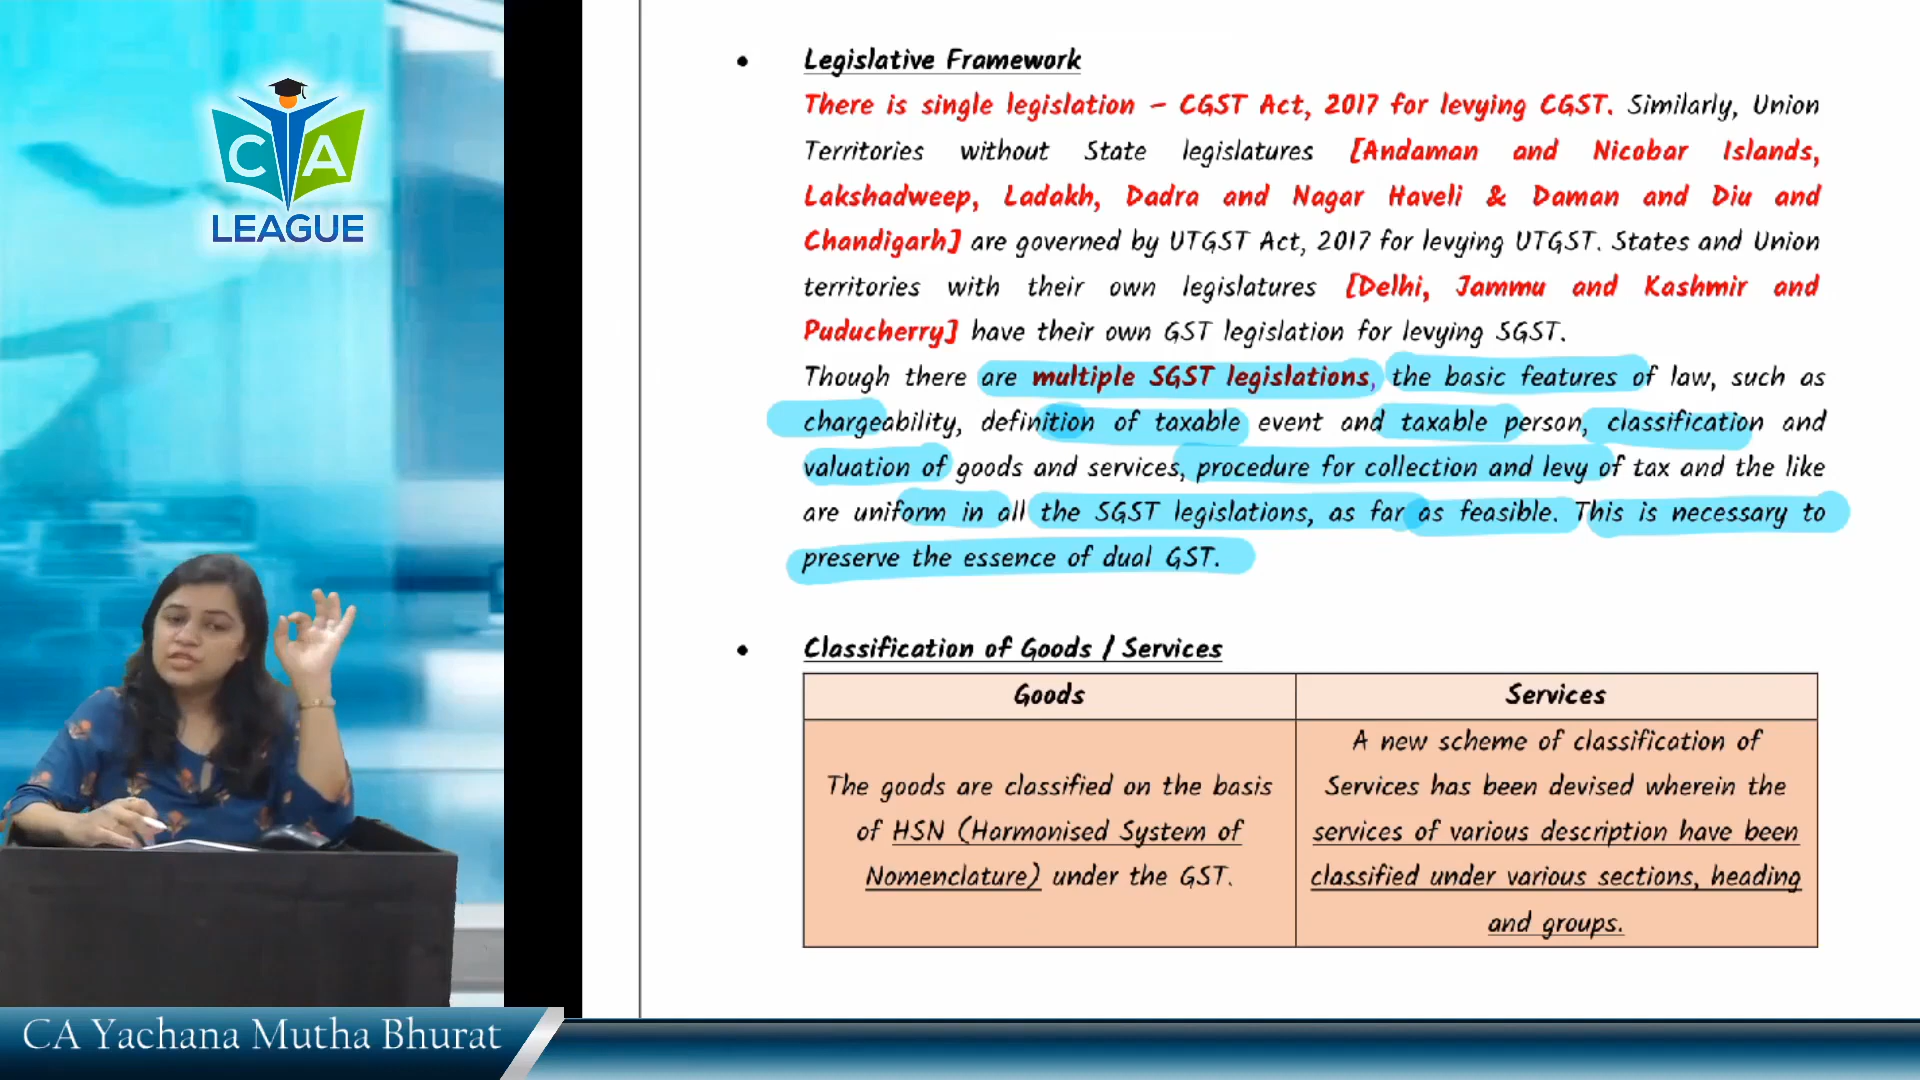 C A
LEAGUE
• Legislative Framework
There is single legislation – CGST Act, 2017 for levying CGST. Similarly, Union
Territories without State legislatures [Andaman and Nicobar Islands,
Lakshadweep, Ladakh, Dadra and Nagar Haveli & Daman and Diu and
Chandigarh] are governed by UTGST Act, 2017 for levying UTGST. States and Union
territories with their own legislatures [Delhi, Jammu and Kashmir and
Puducherry] have their own GST legislation for levying SGST.
Though there are multiple SGST legislations, the basic features of law, such as
chargeability, definition of taxable event and taxable person, classification and
valuation of goods and services, procedure for collection and levy of tax and the like
are uniform in all the SGST legislations, as far as feasible. This is necessary to
preserve the essence of dual GST.
• Classification of Goods / Services
Goods
Services
The goods are classified on the basis
of HSN (Harmonised System of
Nomenclature) under the GST.
A new scheme of classification of
Services has been devised wherein the
services of various description have been
classified under various sections, heading
and groups.
CA Yachana Mutha Bhurat